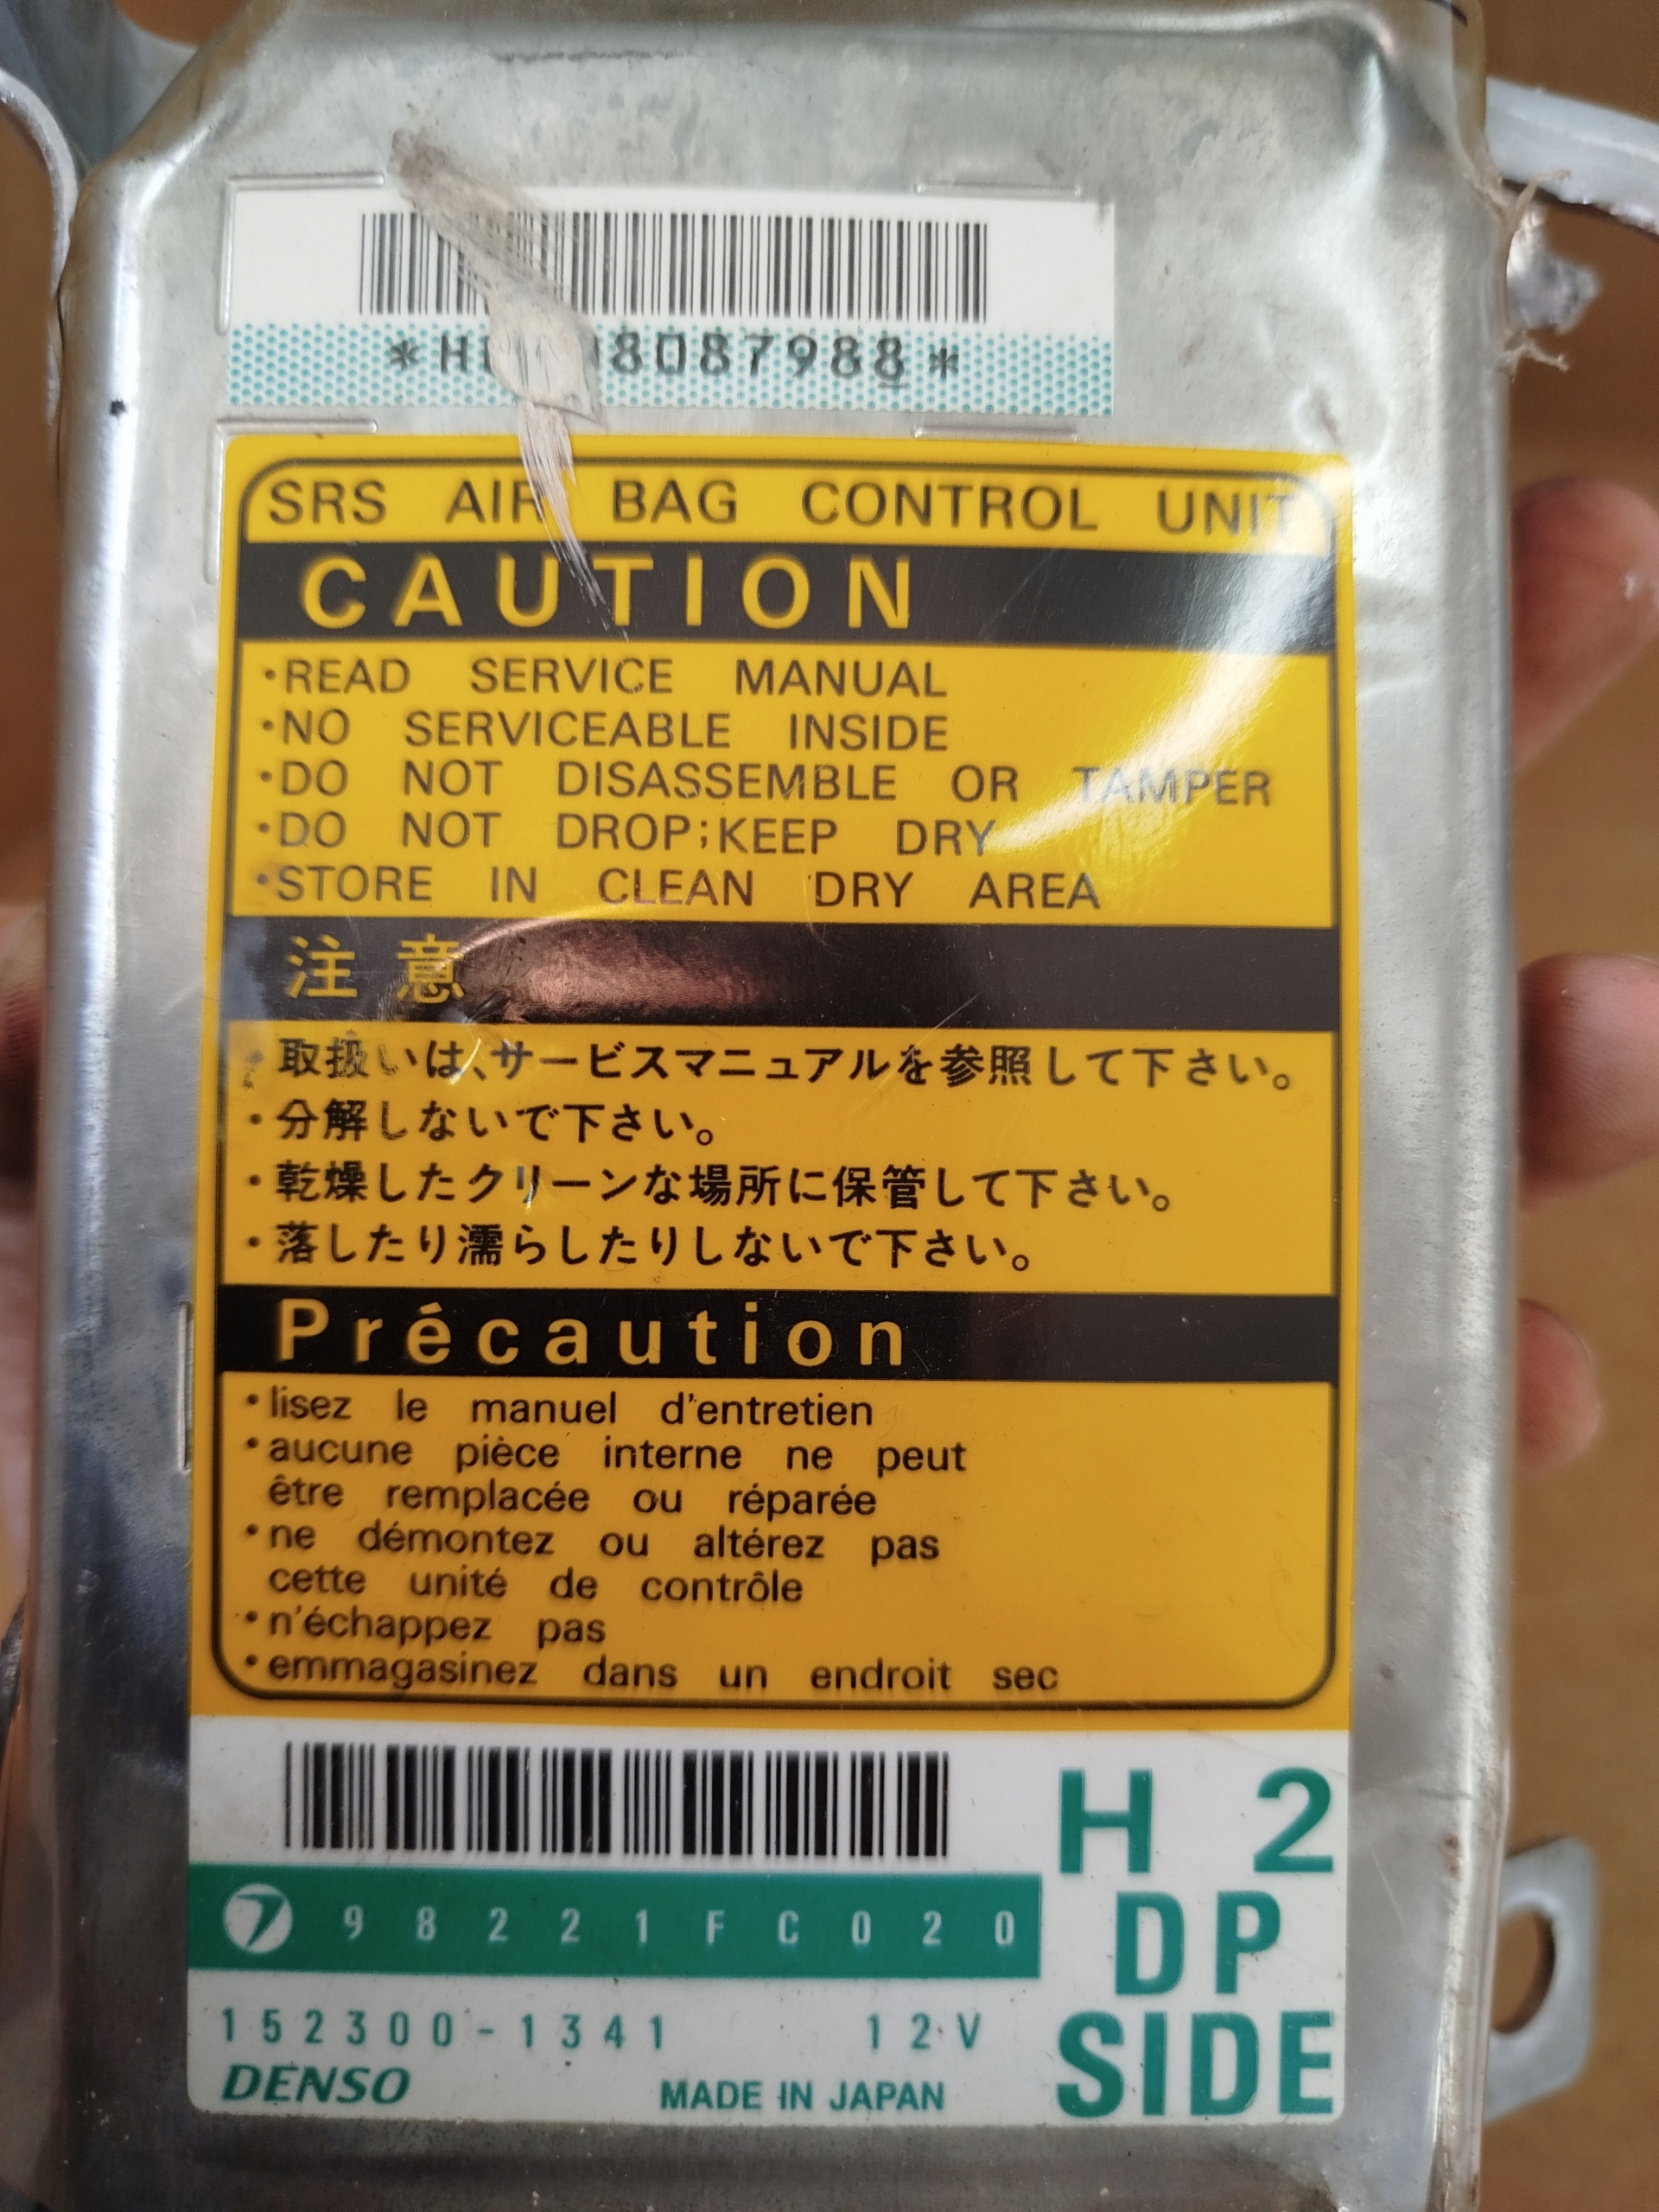 SRS AIR BAG CONTROL UNIT
CAUTION
・READ SERVICE MANUAL
・NO SERVICEABLE INSIDE
・DO NOT DISASSEMBLE OR TAMPER
・DO NOT DROP;KEEP DRY
・STORE IN CLEAN DRY AREA
注意
・取扱いは、サービスマニュアルを参照して下さい。
・分解しないで下さい。
・乾燥したクリーンな場所に保管して下さい。
・落したり濡らしたりしないで下さい。
Précaution
・lisez le manuel d'entretien
・aucune pièce interne ne peut
être remplacée ou réparée
・ne démontez ou altérez pas
cette unité de contrôle
・n'échappez pas
・emmagasinez dans un endroit sec
H 2
DP
SIDE
98221FC020
152300-1341 12V
DENSO MADE IN JAPAN